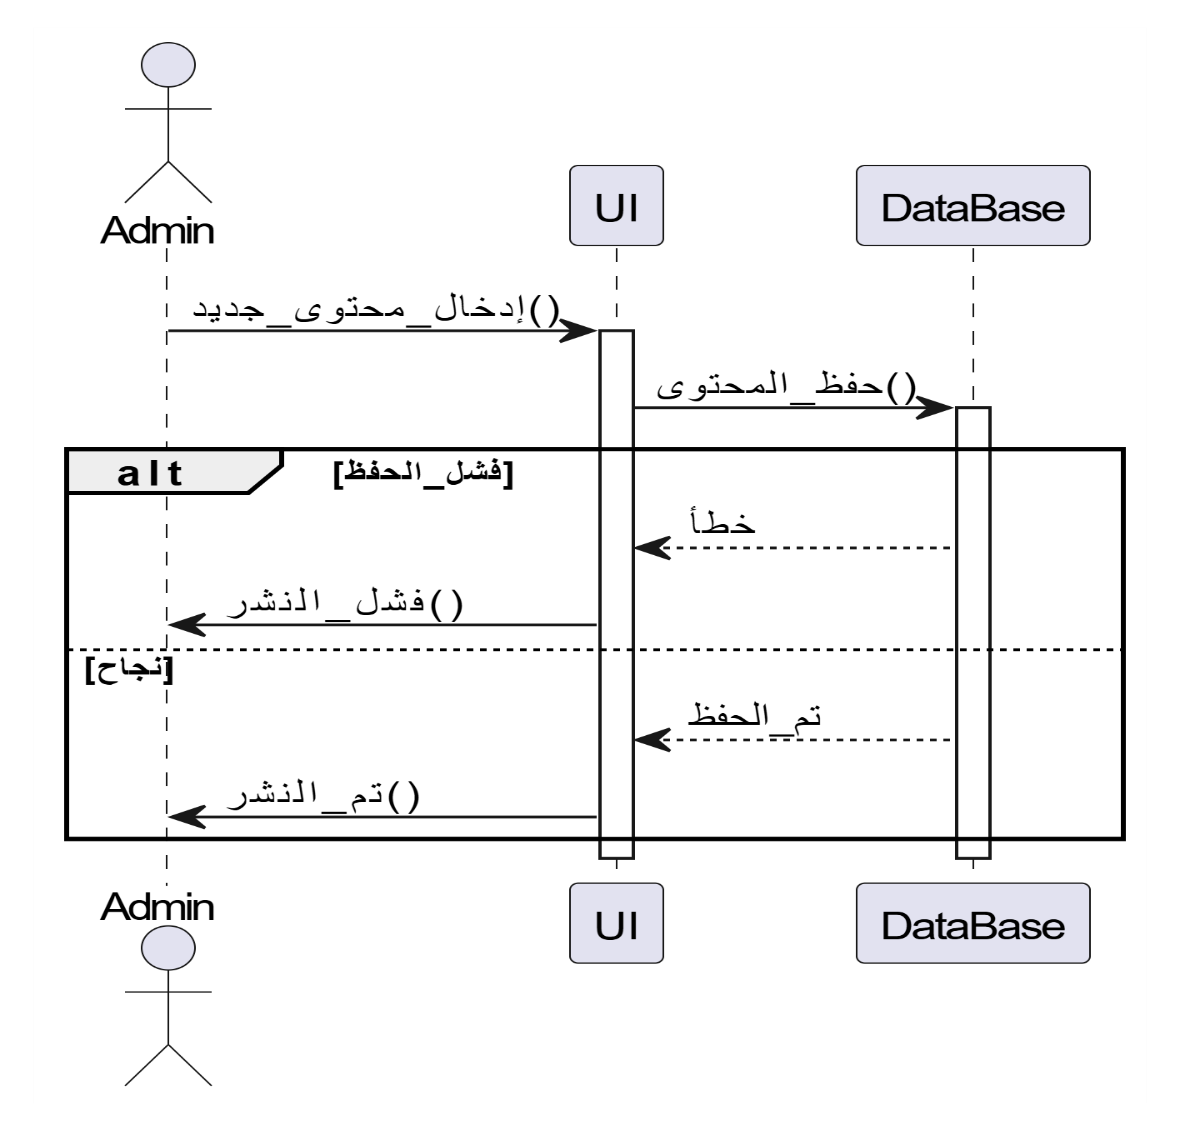 Admin
UI
DataBase
إدخال_محتوى_جديد()
حفظ_المحتوى()
alt
[فشل_الحفظ]
خطأ
فشل_النشر()
[نجاح]
تم_الحفظ
تم_النشر()
Admin
UI
DataBase